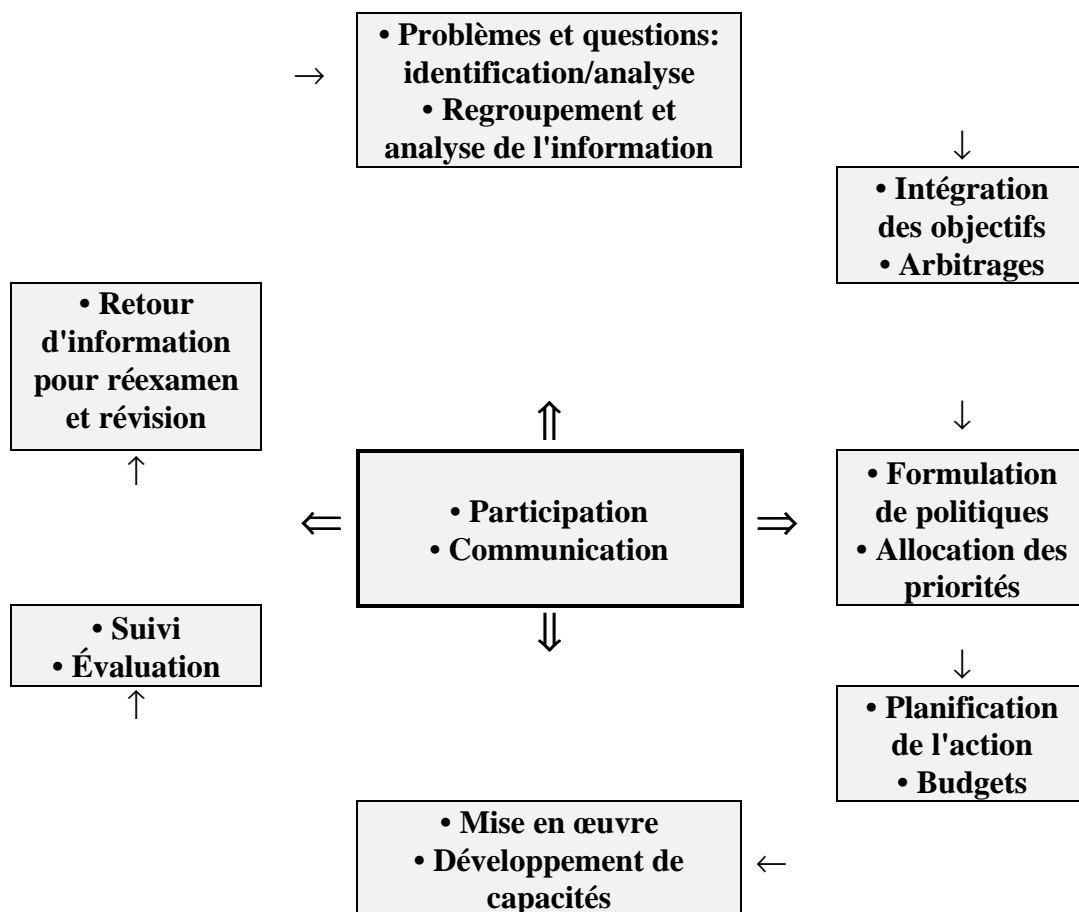 →
• Problèmes et questions:
identification/analyse
• Regroupement et
analyse de l'information
↓
• Intégration
des objectifs
• Arbitrages
• Retour
d'information
pour réexamen
et révision
↑
⇑
↓
⇐
• Participation
• Communication
⇒
• Formulation
de politiques
• Allocation des
priorités
• Suivi
• Évaluation
↑
⇓
↓
• Planification
de l'action
• Budgets
• Mise en œuvre
• Développement de
capacités
←